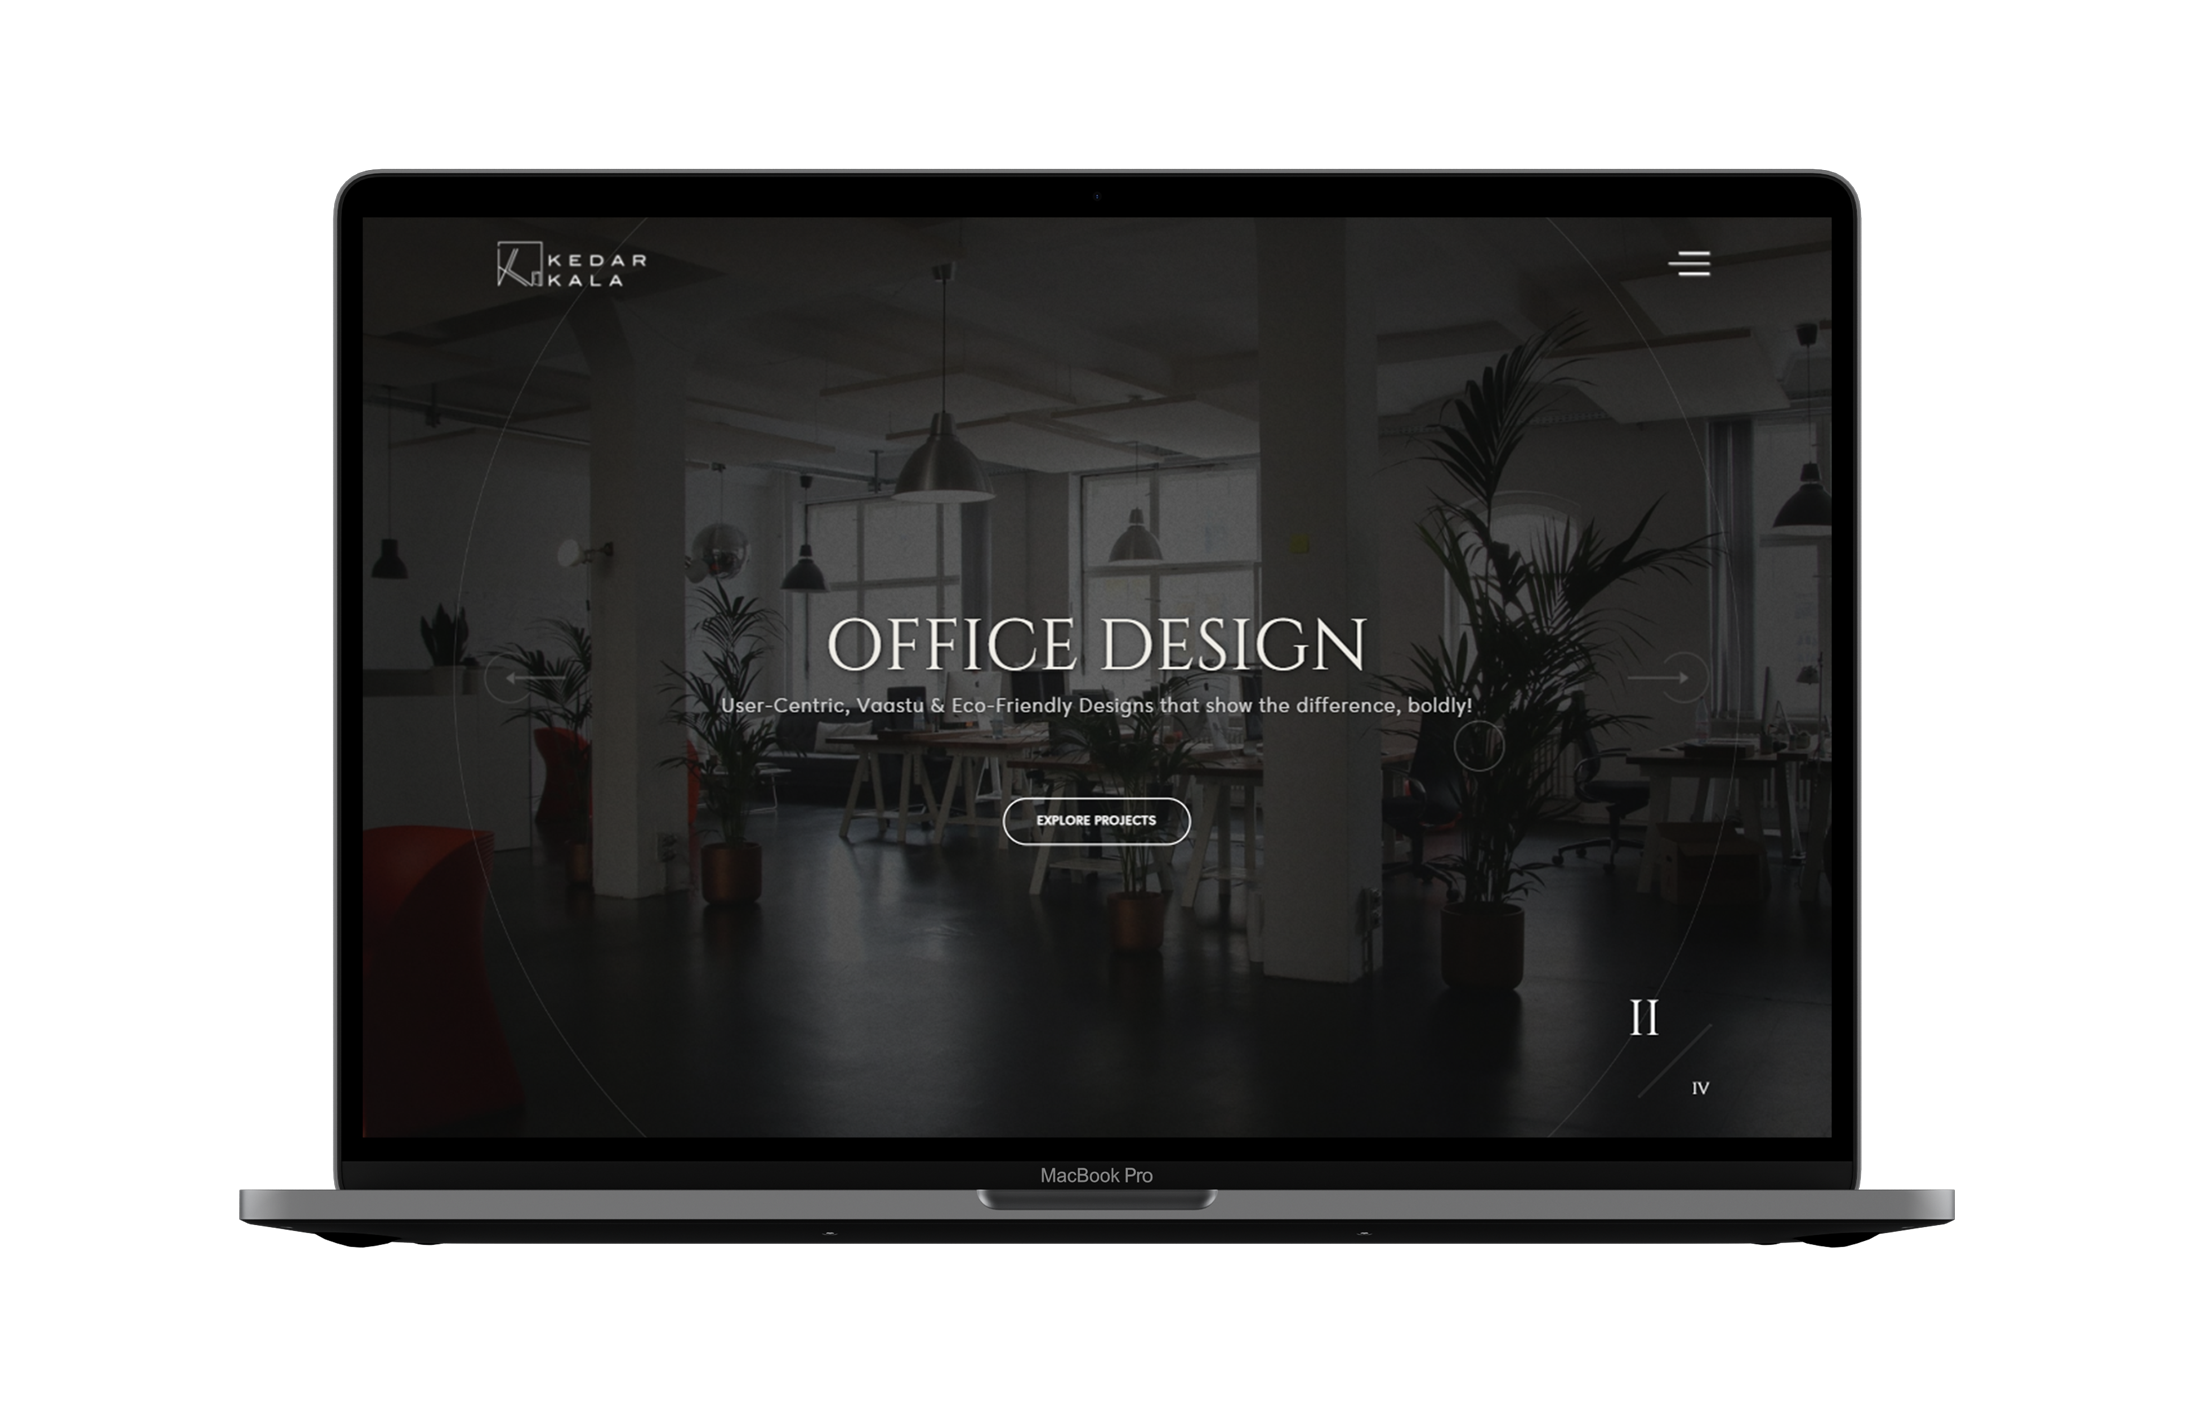 KEDAR
KALA
OFFICE DESIGN
User-Centric, Vaastu & Eco-Friendly Designs that show the difference, boldly!
EXPLORE PROJECTS
II
IV
MacBook Pro